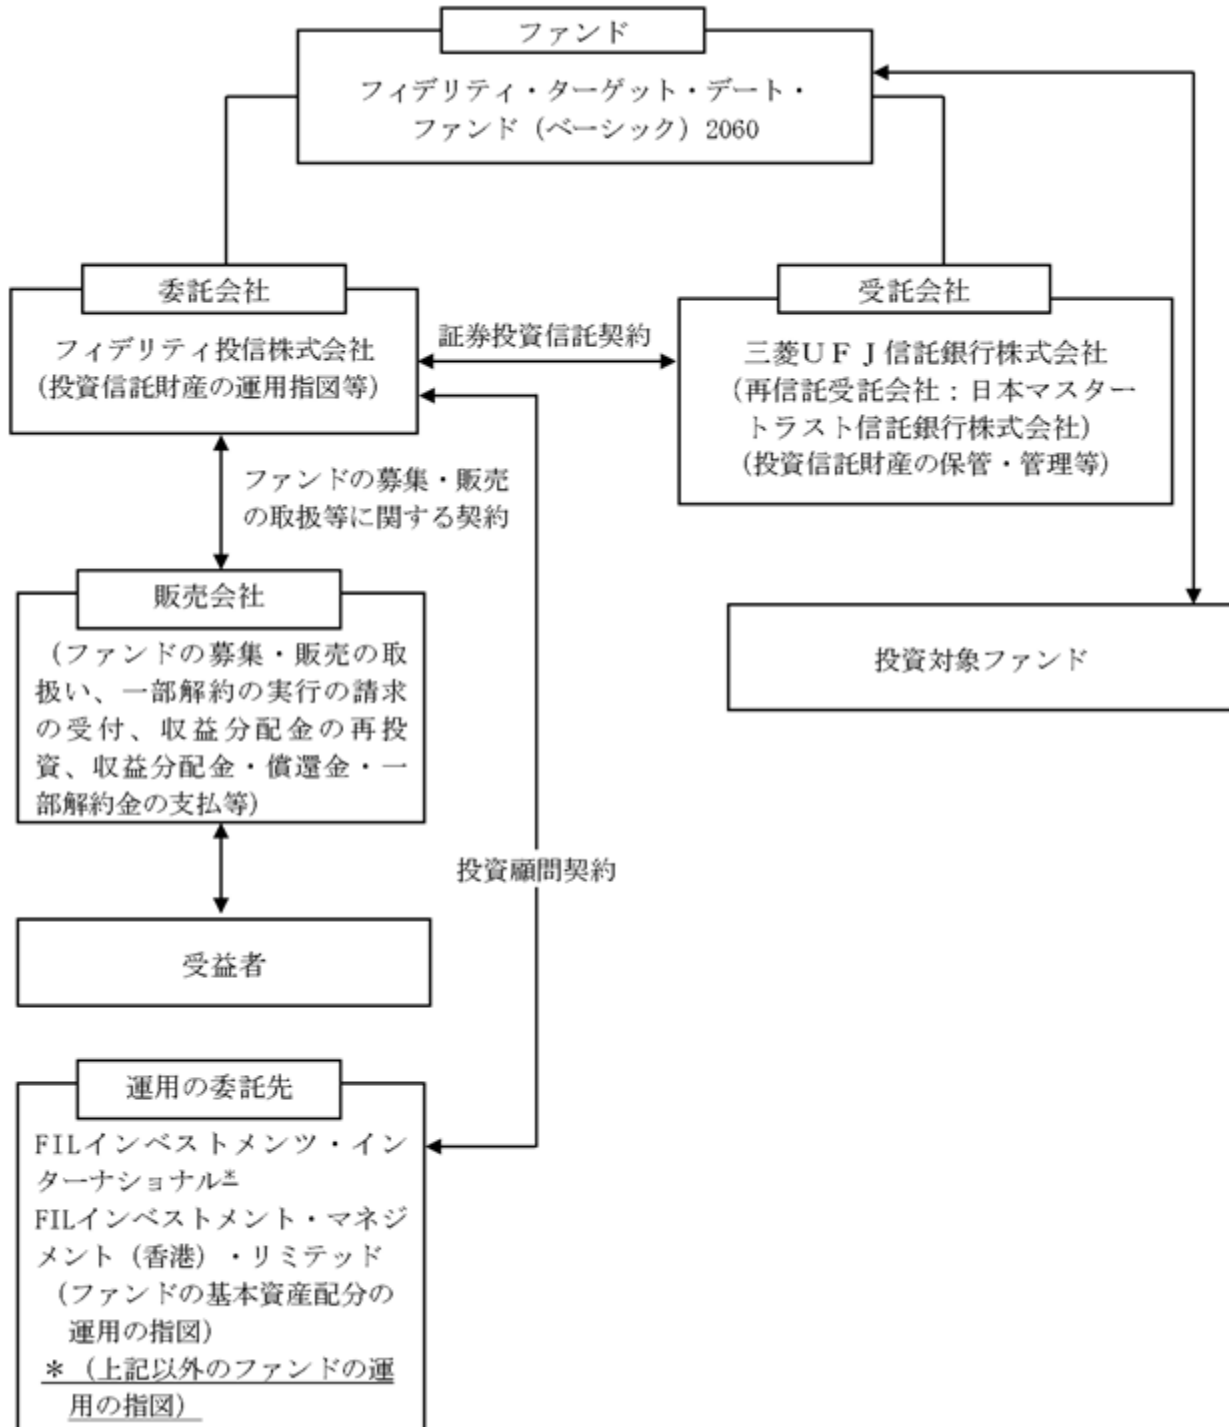 ファンド
フィデリティ・ターゲット・デート・
ファンド（ベーシック）2060
委託会社
フィデリティ投信株式会社
（投資信託財産の運用指図等）
証券投資信託契約
受託会社
三菱ＵＦＪ信託銀行株式会社
（再信託受託会社：日本マスター
トラスト信託銀行株式会社）
（投資信託財産の保管・管理等）
ファンドの募集・販売
の取扱等に関する契約
販売会社
（ファンドの募集・販売の取
扱い、一部解約の実行の請求
の受付、収益分配金の再投
資、収益分配金・償還金・一
部解約金の支払等）
投資対象ファンド
投資顧問契約
受益者
運用の委託先
FILインベストメンツ・イン
ターナショナル*
FILインベストメント・マネジ
メント（香港）・リミテッド
（ファンドの基本資産配分の
運用の指図）
＊（上記以外のファンドの運
用の指図）